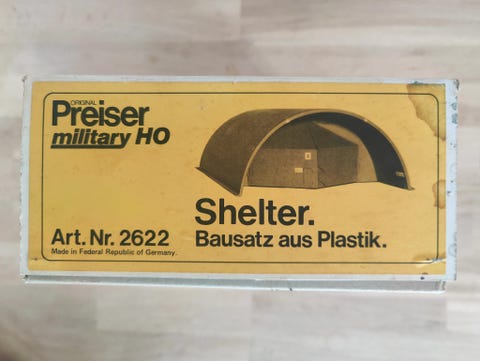 ORIGINAL
Preiser
military HO
Shelter.
Bausatz aus Plastik.
Art. Nr. 2622
Made in Federal Republic of Germany.